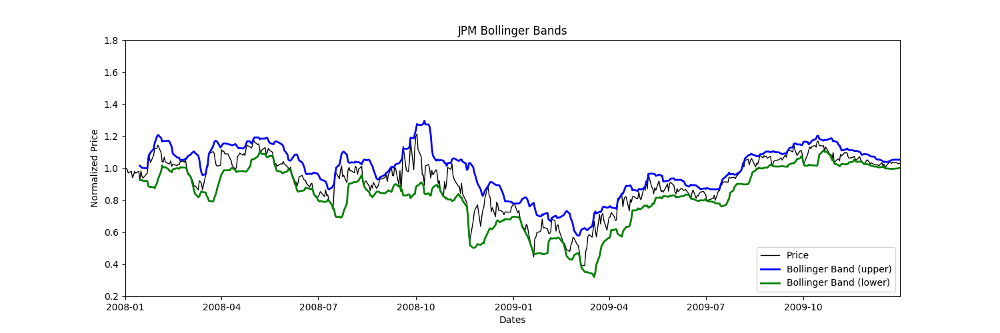 JPM Bollinger Bands
Normalized Price
1.8
1.6
1.4
1.2
1.0
0.8
0.6
0.4
0.2
2008-01 2008-04 2008-07 2008-10 2009-01 2009-04 2009-07 2009-10
Dates
Price
Bollinger Band (upper)
Bollinger Band (lower)